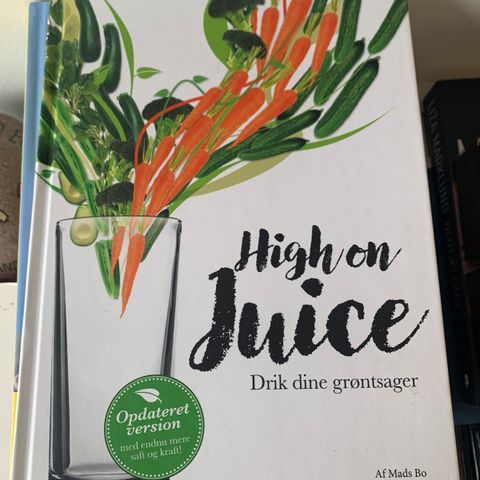 High on
Juice
Drik dine grøntsager
Opdateret
version
med endnu mere
saft og kraft!
Af Mads Bo